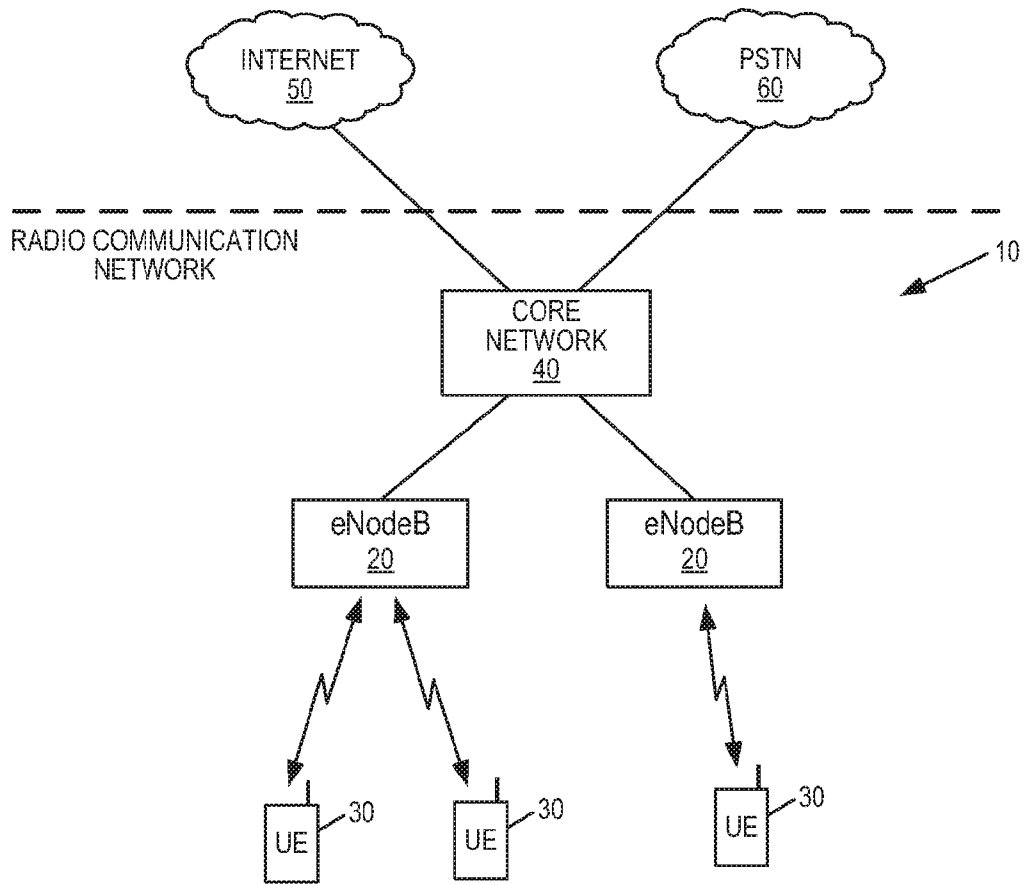 INTERNET
50
PSTN
60
RADIO COMMUNICATION
NETWORK
10
CORE
NETWORK
40
eNodeB
20
eNodeB
20
UE
30
UE
30
UE
30